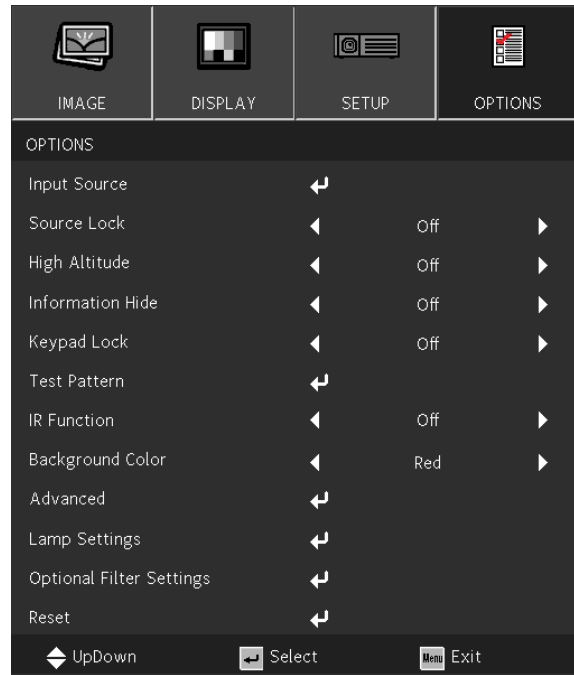 IMAGE DISPLAY SETUP OPTIONS
OPTIONS
Input Source
Source Lock Off
High Altitude Off
Information Hide Off
Keypad Lock Off
Test Pattern
IR Function Off
Background Color Red
Advanced
Lamp Settings
Optional Filter Settings
Reset
UpDown Select Menu Exit